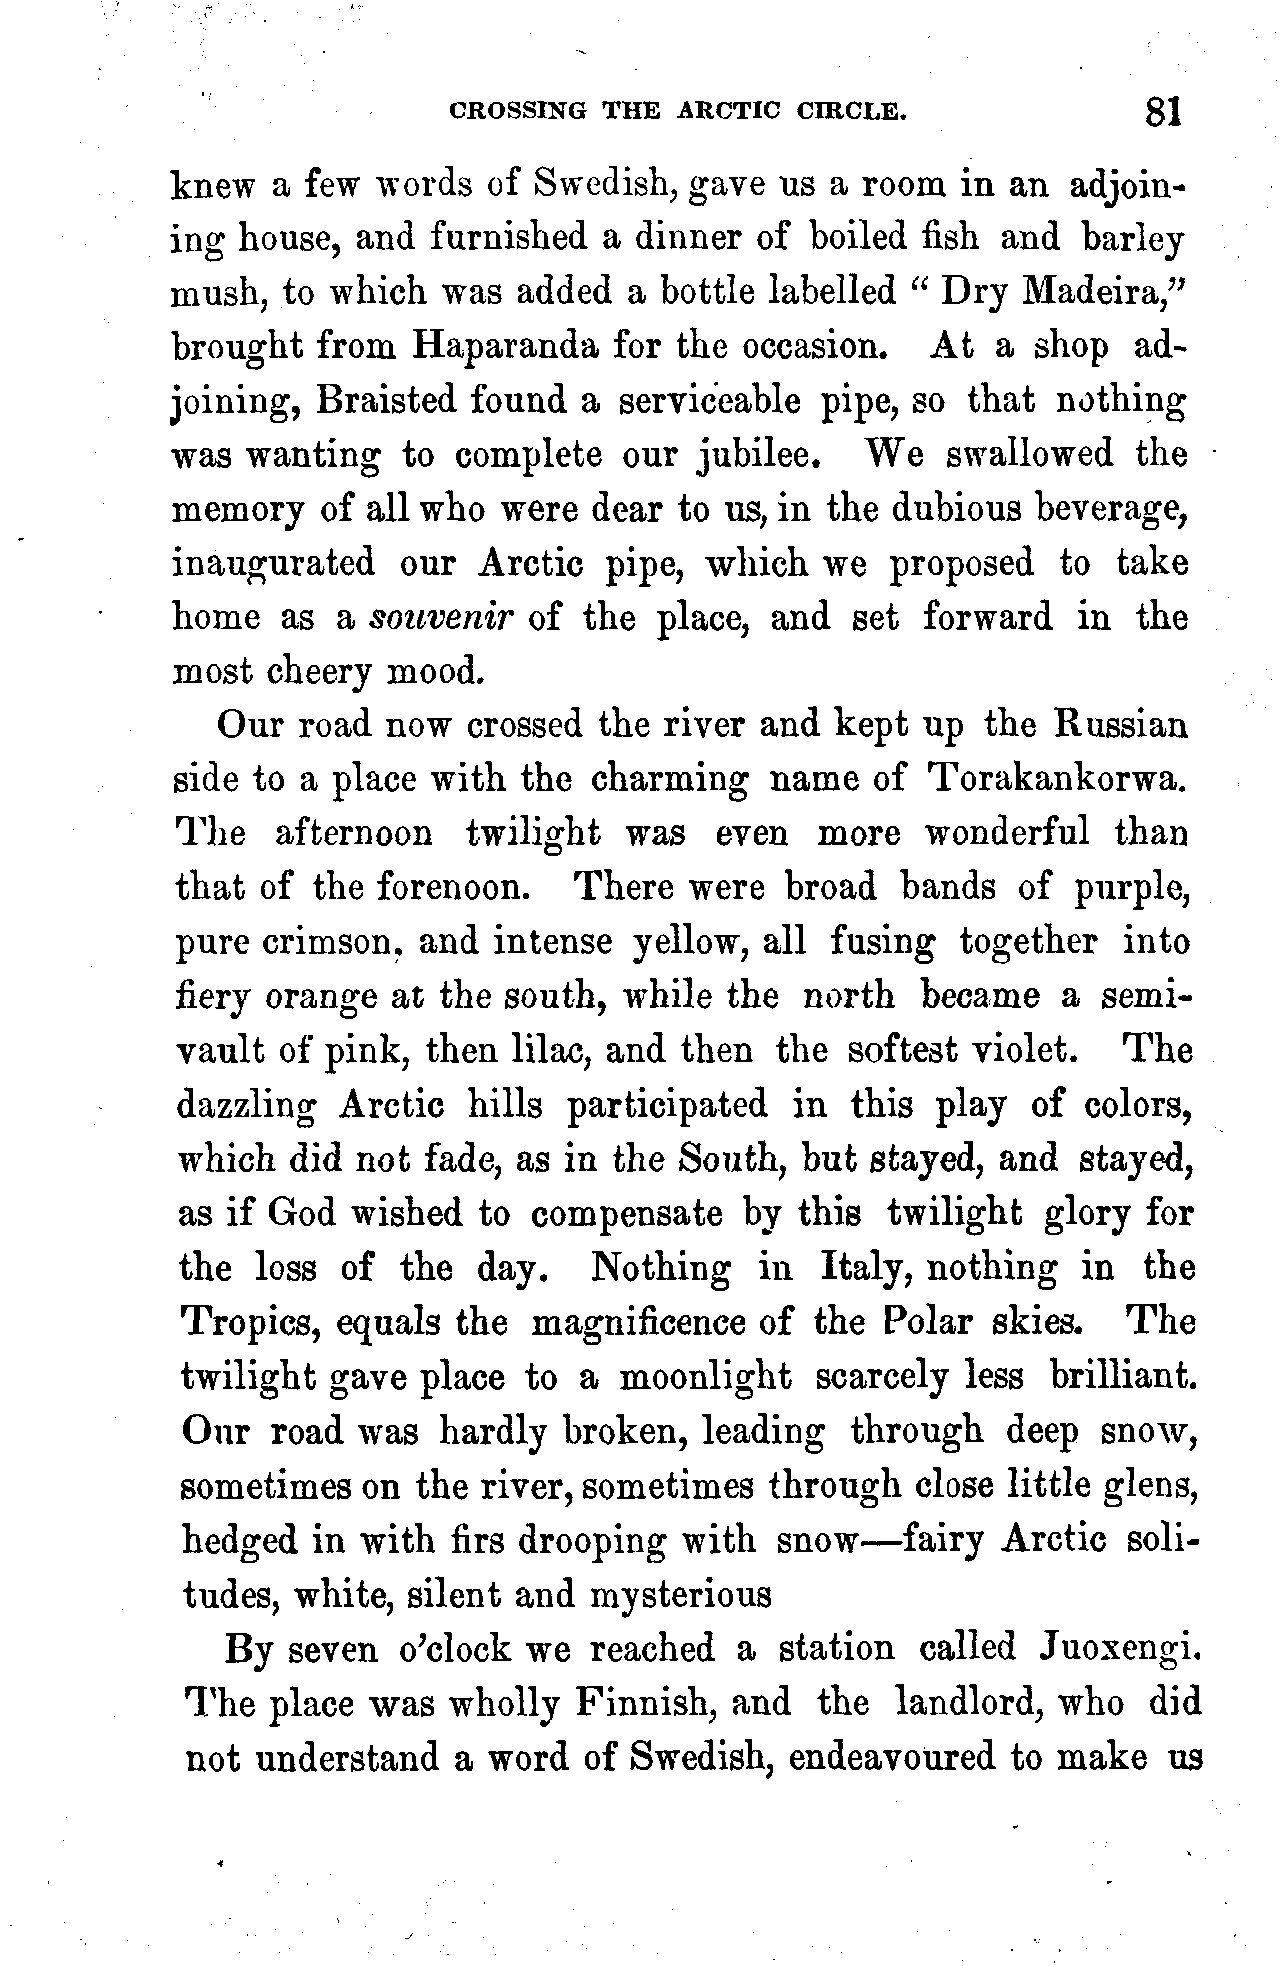 CROSSING THE ARCTIC CIRCLE. 81
knew a few words of Swedish, gave us a room in an adjoin-
ing house, and furnished a dinner of boiled fish and barley
mush, to which was added a bottle labelled “ Dry Madeira,”
brought from Haparanda for the occasion. At a shop ad-
joining, Braisted found a serviceable pipe, so that nothing
was wanting to complete our jubilee. We swallowed the
memory of all who were dear to us, in the dubious beverage,
inaugurated our Arctic pipe, which we proposed to take
home as a souvenir of the place, and set forward in the
most cheery mood.
Our road now crossed the river and kept up the Russian
side to a place with the charming name of Torakankorwa.
The afternoon twilight was even more wonderful than
that of the forenoon. There were broad bands of purple,
pure crimson, and intense yellow, all fusing together into
fiery orange at the south, while the north became a semi-
vault of pink, then lilac, and then the softest violet. The
dazzling Arctic hills participated in this play of colors,
which did not fade, as in the South, but stayed, and stayed,
as if God wished to compensate by this twilight glory for
the loss of the day. Nothing in Italy, nothing in the
Tropics, equals the magnificence of the Polar skies. The
twilight gave place to a moonlight scarcely less brilliant.
Our road was hardly broken, leading through deep snow,
sometimes on the river, sometimes through close little glens,
hedged in with firs drooping with snow—fairy Arctic soli-
tudes, white, silent and mysterious
By seven o’clock we reached a station called Juoxengi.
The place was wholly Finnish, and the landlord, who did
not understand a word of Swedish, endeavoured to make us